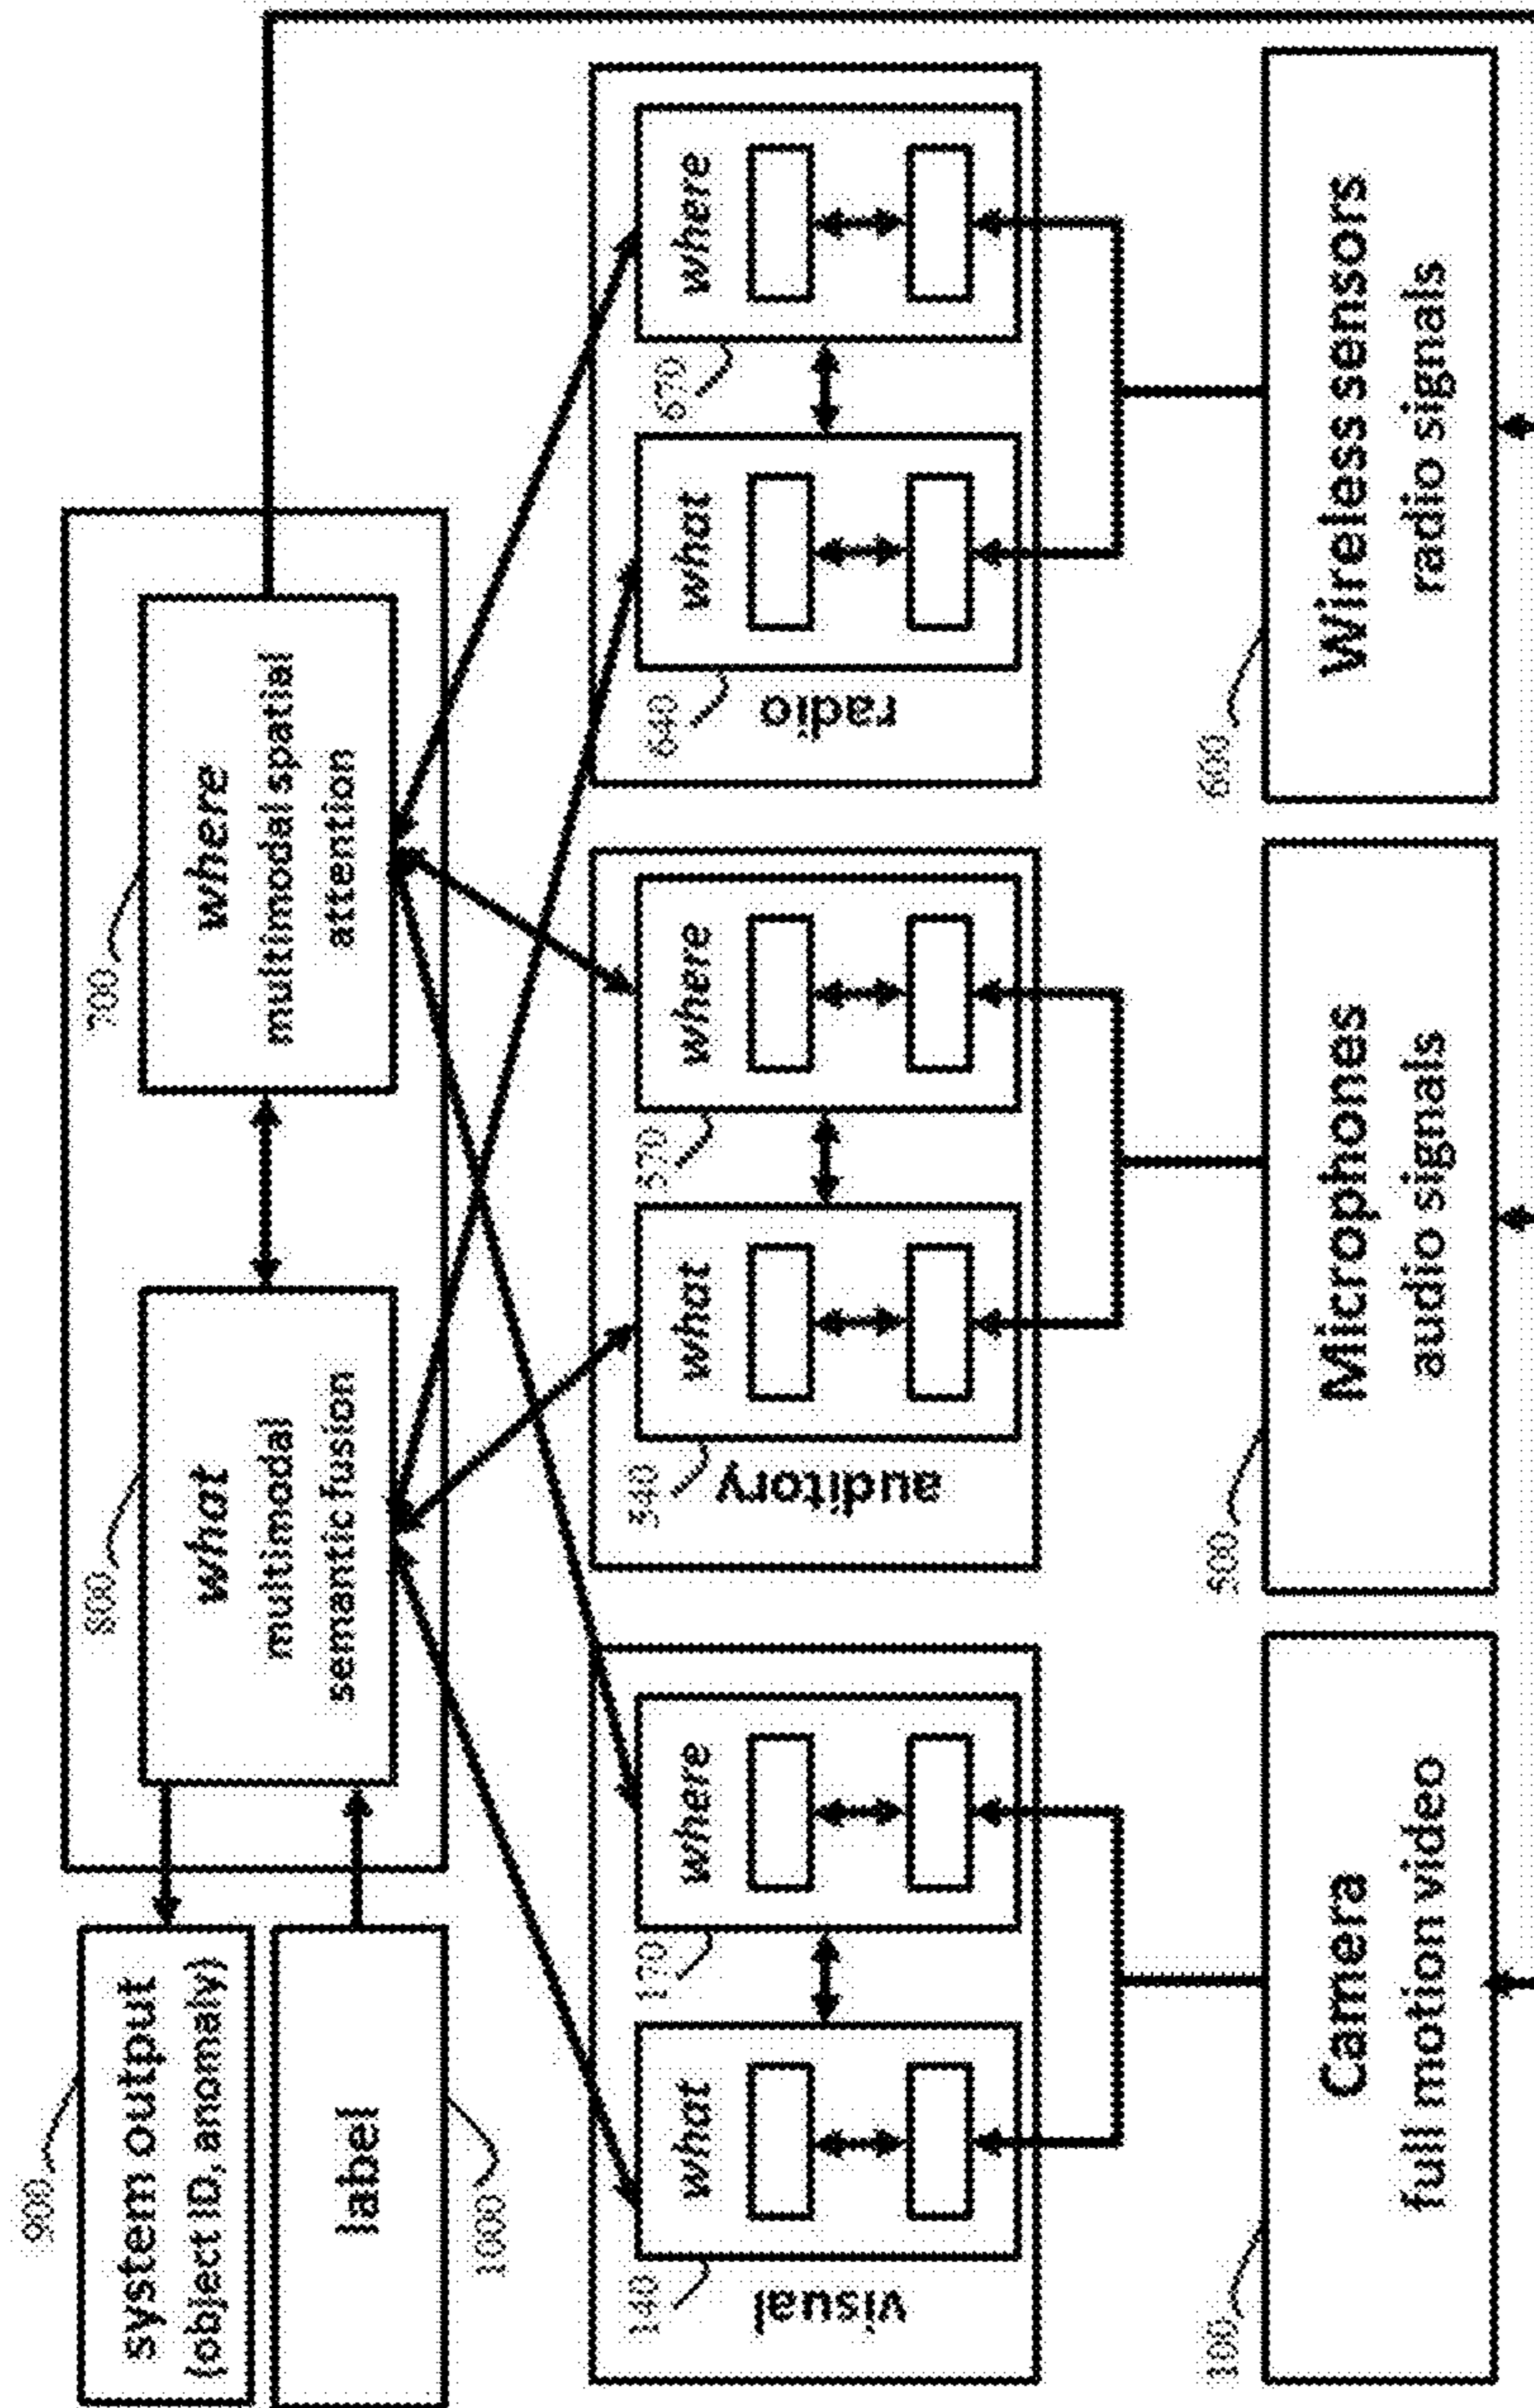 900
system output
(object ID, anomaly)
label
1000
800
what
multimodal
semantic fusion
700
where
multimodal spatial
attention
visual
140
what
170
where
auditory
540
what
570
where
radio
640
what
670
where
100
Camera
full motion video
500
Microphones
audio signals
600
Wireless sensors
radio signals